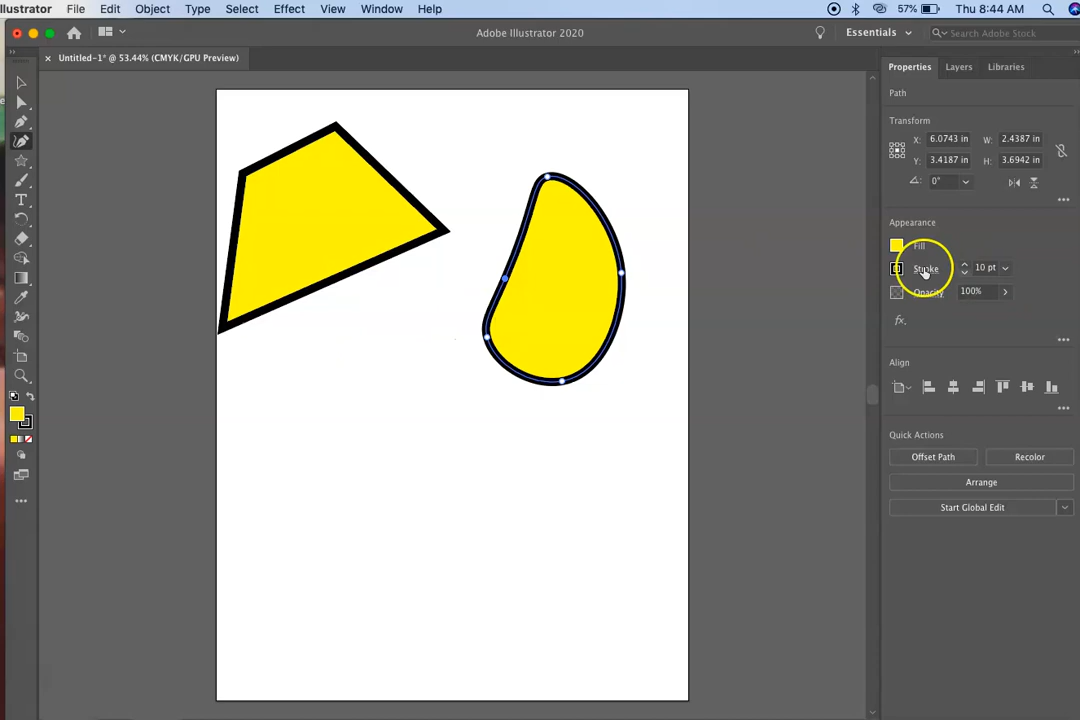 Illustrator File Edit Object Type Select Effect View Window Help 57% Thu 8:44 AM
Adobe Illustrator 2020 Essentials Search Adobe Stock
× Untitled-1* @ 53.44% (CMYK/GPU Preview)
Properties Layers Libraries
Path
Transform
X: 6.0743 in W: 2.4387 in
Y: 3.4187 in H: 3.6942 in
0°
Appearance
Fill
Stroke 10 pt
Opacity 100%
fx.
Align
Quick Actions
Offset Path Recolor
Arrange
Start Global Edit